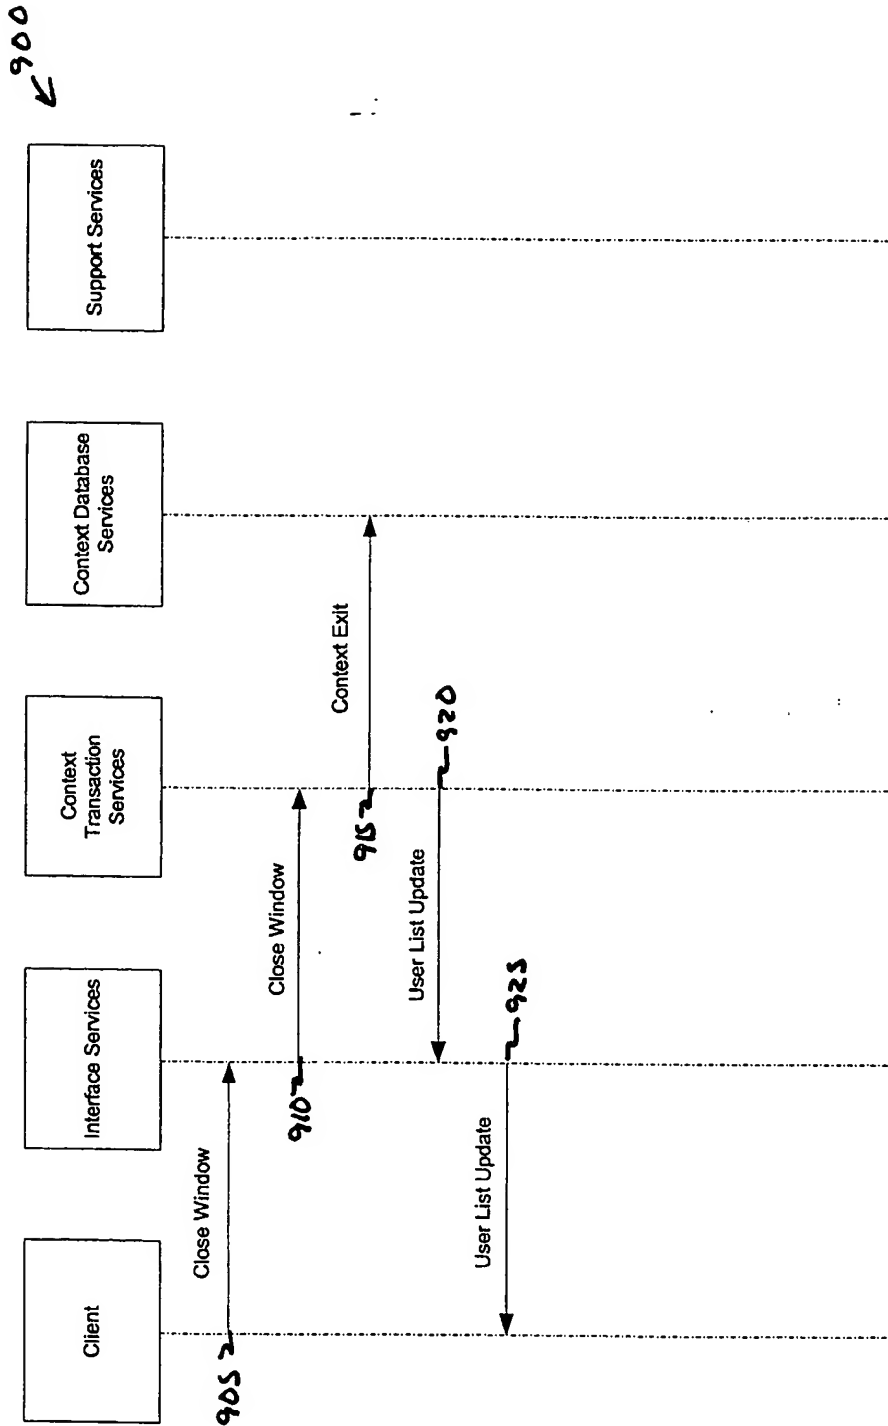 900
Client
Interface Services
Context
Transaction
Services
Context Database
Services
Support Services
905
Close Window
910
Close Window
915
Context Exit
User List Update
920
User List Update
925